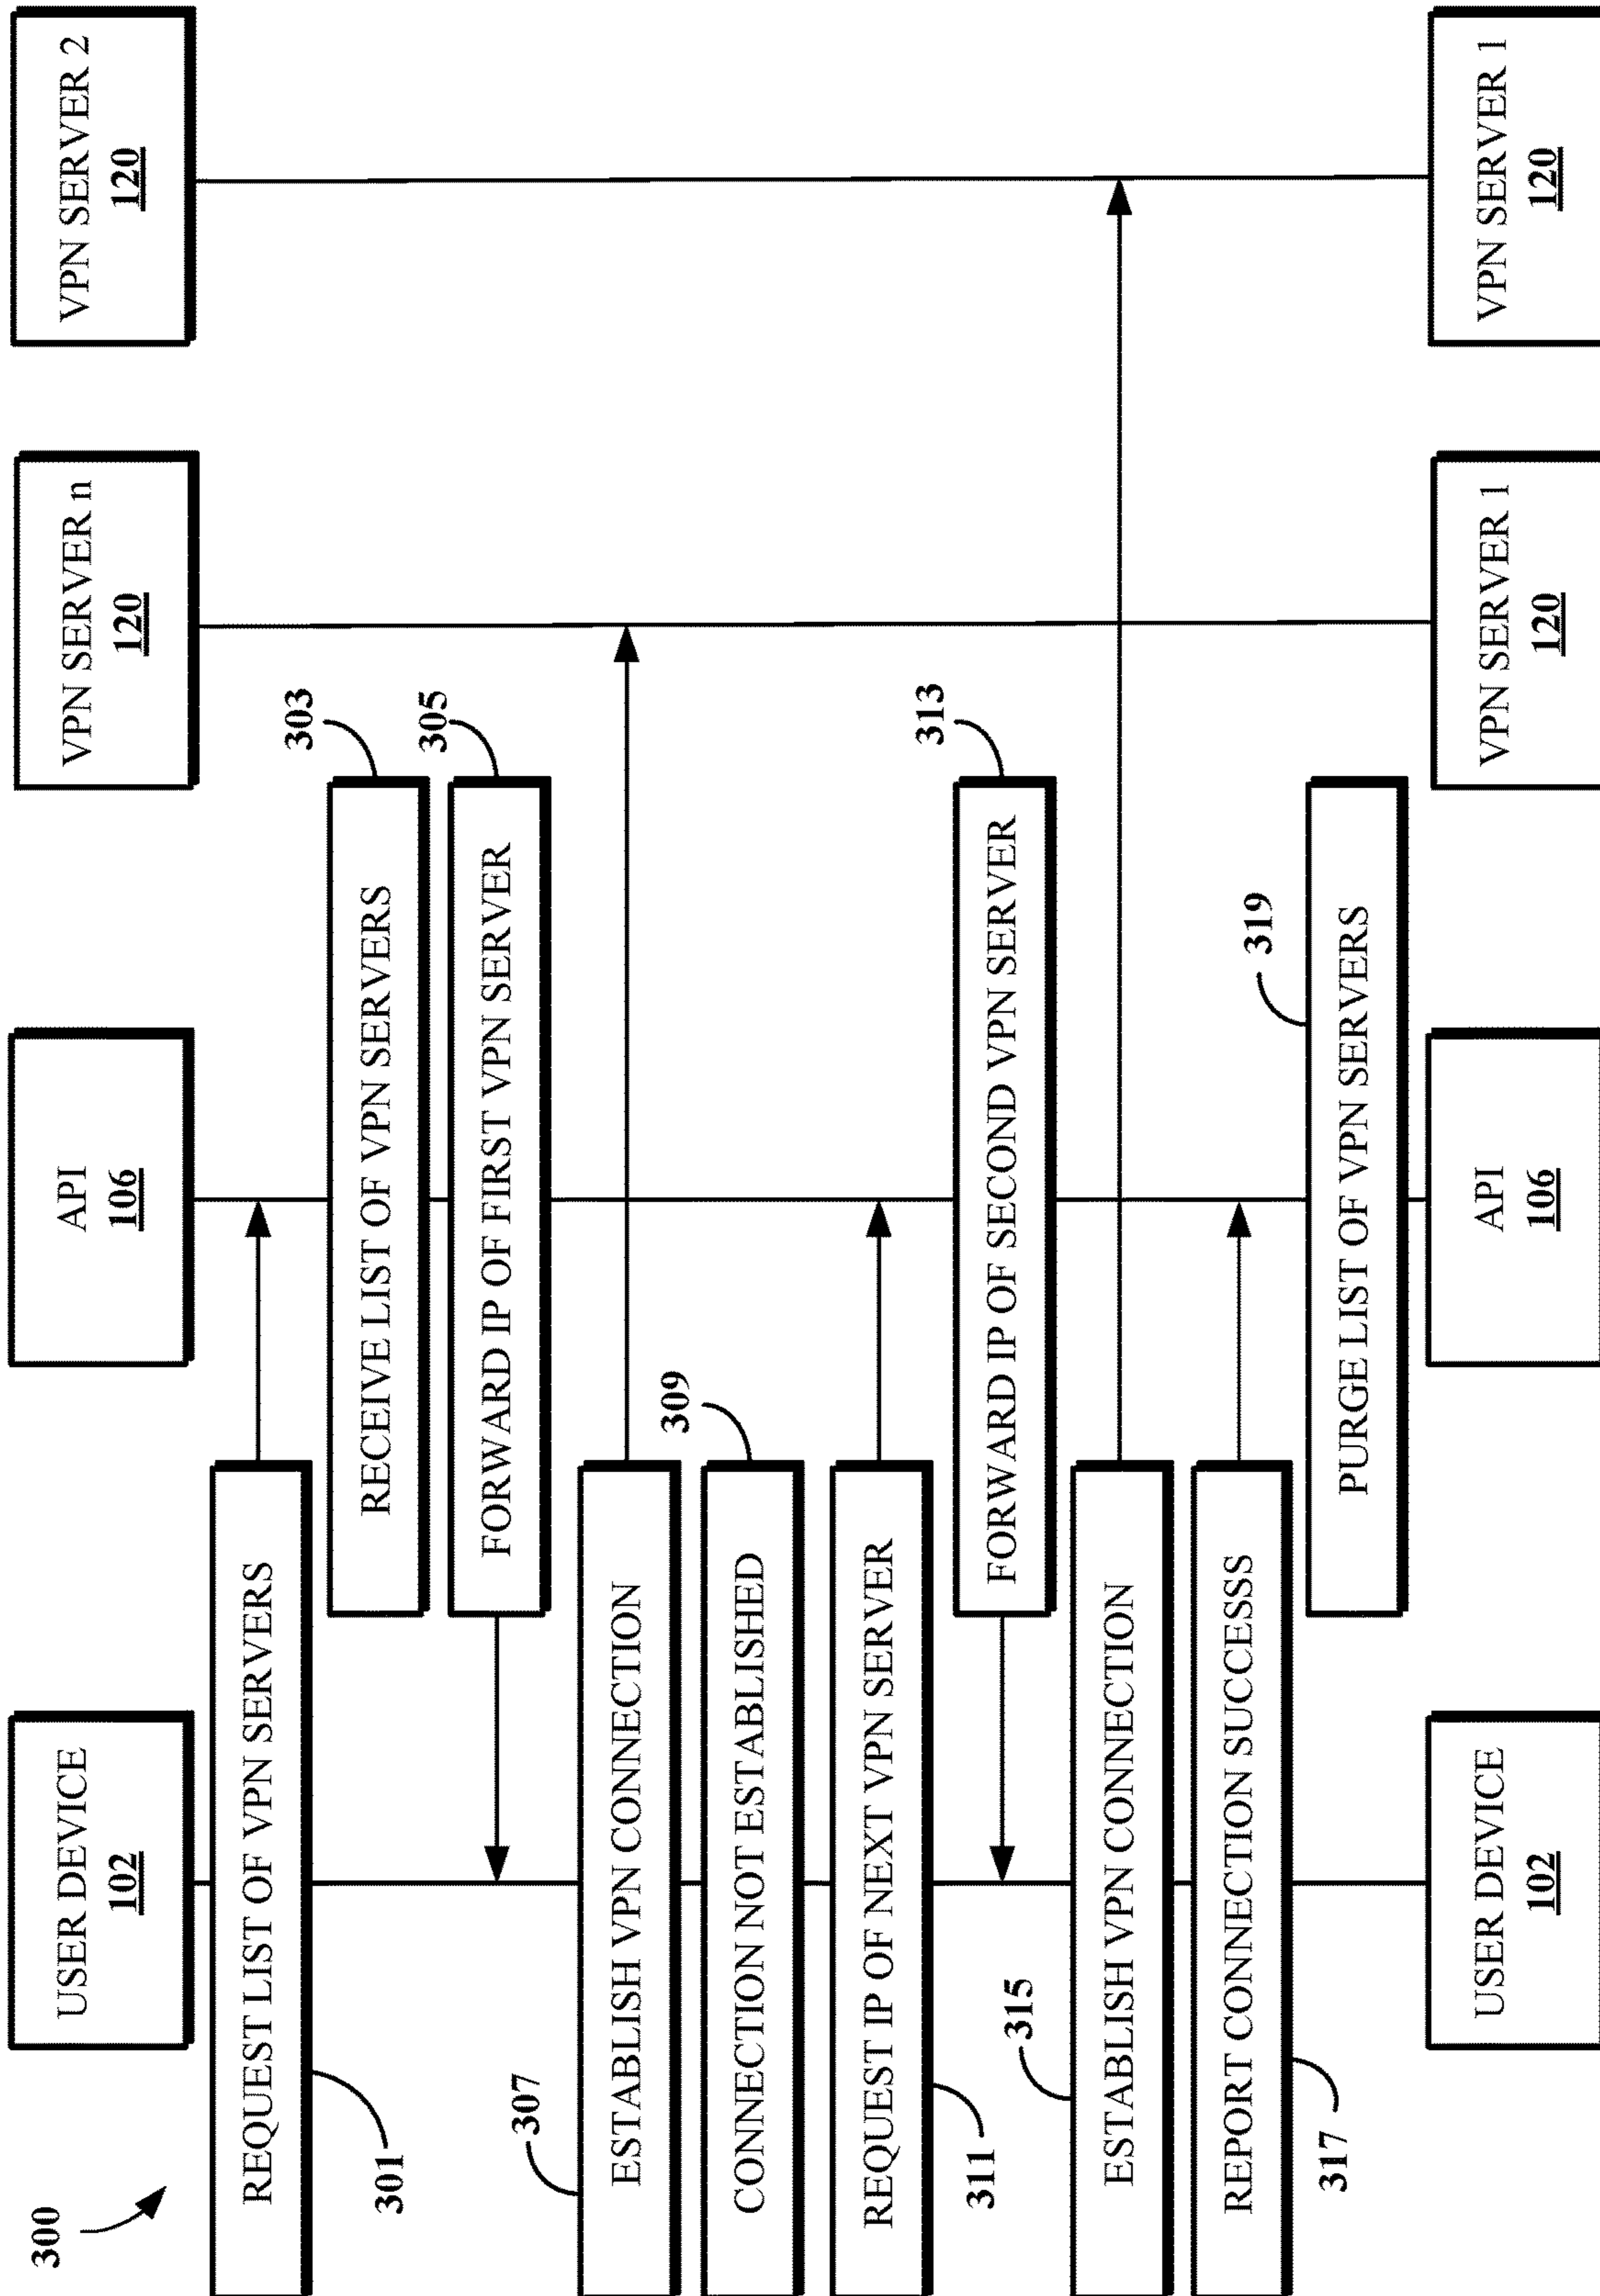 300
USER DEVICE
102
API
106
VPN SERVER n
120
VPN SERVER 2
120
REQUEST LIST OF VPN SERVERS
301
RECEIVE LIST OF VPN SERVERS
303
FORWARD IP OF FIRST VPN SERVER
305
307
ESTABLISH VPN CONNECTION
CONNECTION NOT ESTABLISHED
309
REQUEST IP OF NEXT VPN SERVER
311
FORWARD IP OF SECOND VPN SERVER
313
315
ESTABLISH VPN CONNECTION
REPORT CONNECTION SUCCESS
317
PURGE LIST OF VPN SERVERS
319
USER DEVICE
102
API
106
VPN SERVER 1
120
VPN SERVER 1
120